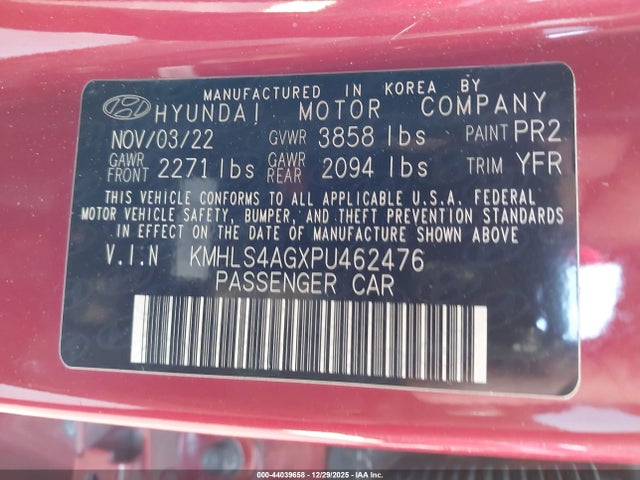 MANUFACTURED IN KOREA BY
HYUNDAI MOTOR COMPANY
NOV/03/22 GVWR 3858 lbs PAINT PR2
GAWR FRONT 2271 lbs GAWR REAR 2094 lbs TRIM YFR
THIS VEHICLE CONFORMS TO ALL APPLICABLE U.S.A. FEDERAL
MOTOR VEHICLE SAFETY, BUMPER, AND THEFT PREVENTION STANDARDS
IN EFFECT ON THE DATE OF MANUFACTURE SHOWN ABOVE.
V.I.N KMHLS4AGXPU462476
PASSENGER CAR
000-44039658 - 12/29/2025 - IAAC